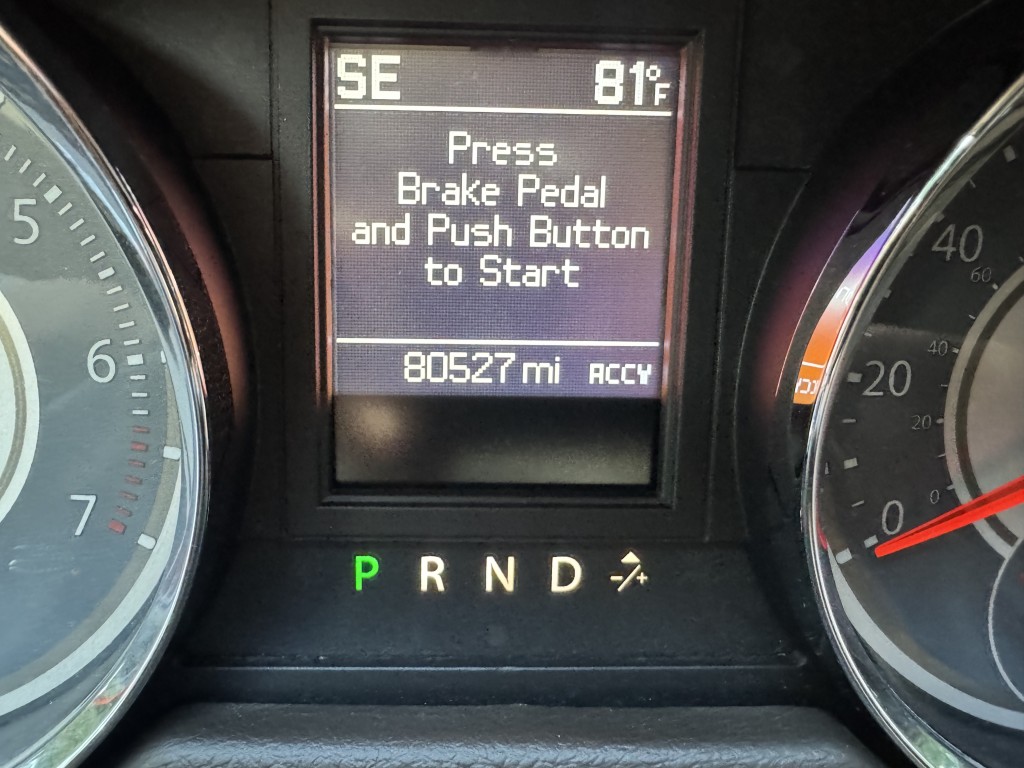 SE 81°F
Press
Brake Pedal
and Push Button
to Start
80527 mi ACCY
P R N D -/+
5
6
7
40
60
40
20
20
0
0